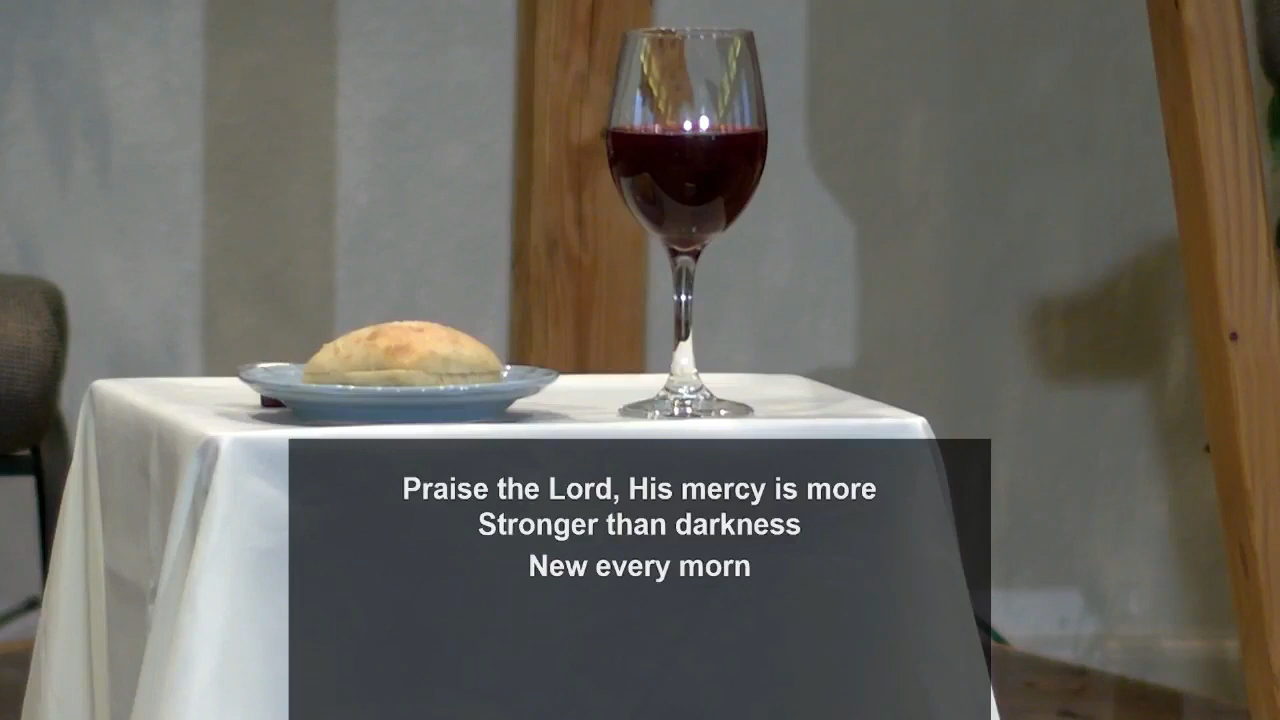 Praise the Lord, His mercy is more
Stronger than darkness
New every morn